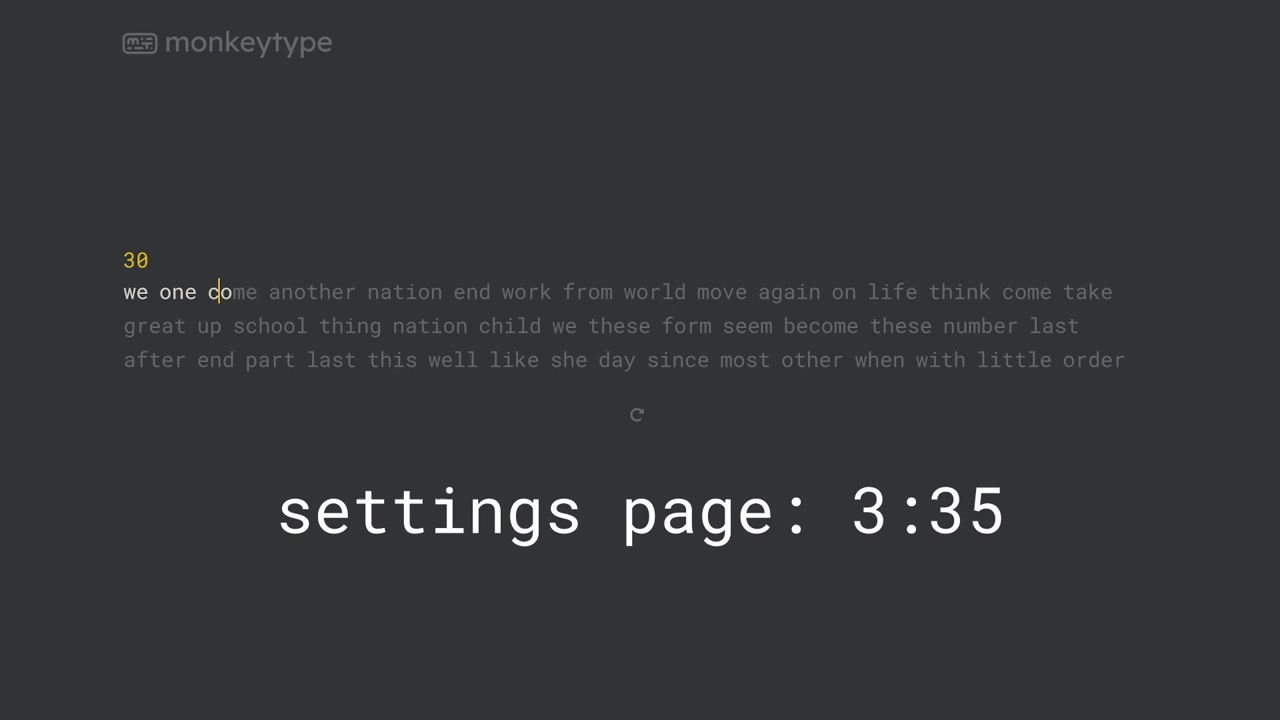 monkeytype
30
we one come another nation end work from world move again on life think come take
great up school thing nation child we these form seem become these number last
after end part last this well like she day since most other when with little order
settings page: 3:35